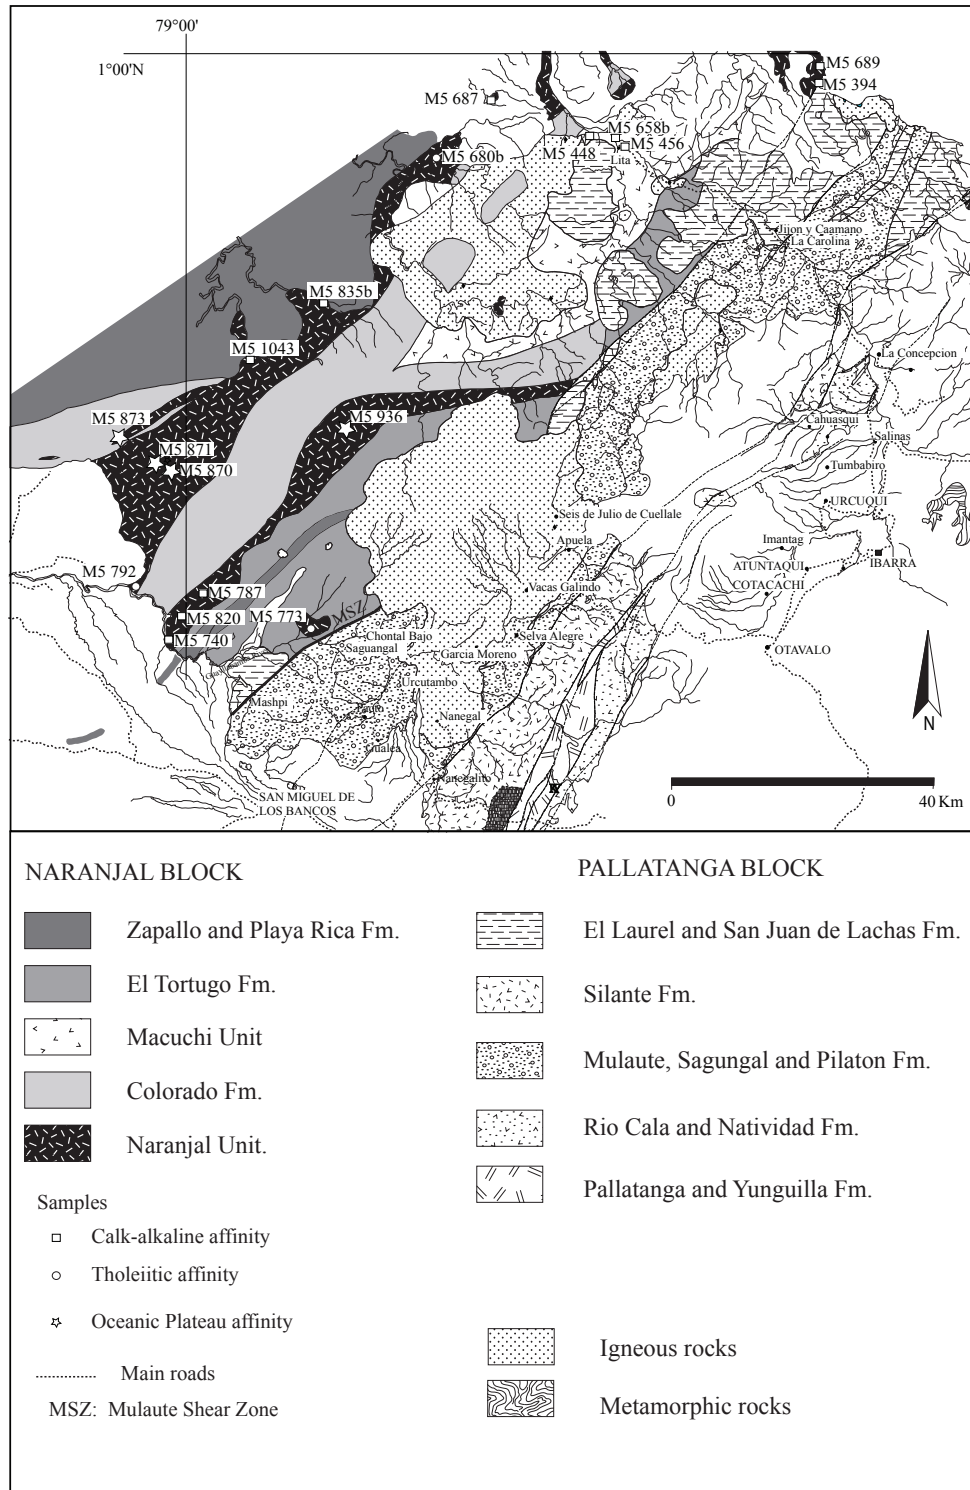 79°00'
1°00'N
M5 689
M5 394
M5 687
M5 658b
M5 448
M5 456
Lita
M5 680b
Jijon y Caamano
La Carolina
M5 835b
M5 1043
La Concepcion
M5 873
M5 936
Cahuasqui
Salinas
M5 871
M5 870
Tumbabiro
URCUQUI
Seis de Julio de Cuellale
Apuela
Imantag
IBARRA
ATUNTAQUI
COTACACHI
M5 792
M5 787
Vacas Galindo
M5 820
M5 773
MSZ
M5 740
Chontal Bajo
Saguangal
Selva Alegre
Garcia Moreno
OTAVALO
Urcutambo
Mashpi
Pacto
Nanegal
Gualea
Nanegalito
SAN MIGUEL DE
LOS BANCOS
N
0 40 Km
NARANJAL BLOCK
Zapallo and Playa Rica Fm.
El Tortugo Fm.
Macuchi Unit
Colorado Fm.
Naranjal Unit.
Samples
Calk-alkaline affinity
Tholeiitic affinity
Oceanic Plateau affinity
Main roads
MSZ: Mulaute Shear Zone
PALLATANGA BLOCK
El Laurel and San Juan de Lachas Fm.
Silante Fm.
Mulaute, Sagungal and Pilaton Fm.
Rio Cala and Natividad Fm.
Pallatanga and Yunguilla Fm.
Igneous rocks
Metamorphic rocks